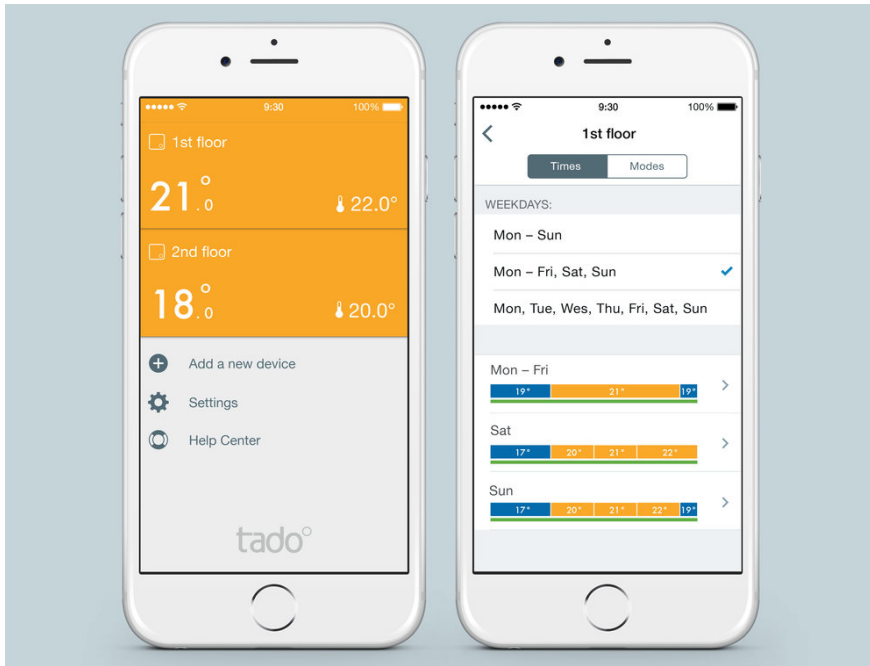 9:30 100%
1st floor
21.0° 22.0°
2nd floor
18.0° 20.0°
Add a new device
Settings
Help Center
tado°
9:30 100%
1st floor
Times Modes
WEEKDAYS:
Mon – Sun
Mon – Fri, Sat, Sun
Mon, Tue, Wes, Thu, Fri, Sat, Sun
Mon – Fri
19° 21° 19°
Sat
17° 20° 21° 22°
Sun
17° 20° 21° 22° 19°